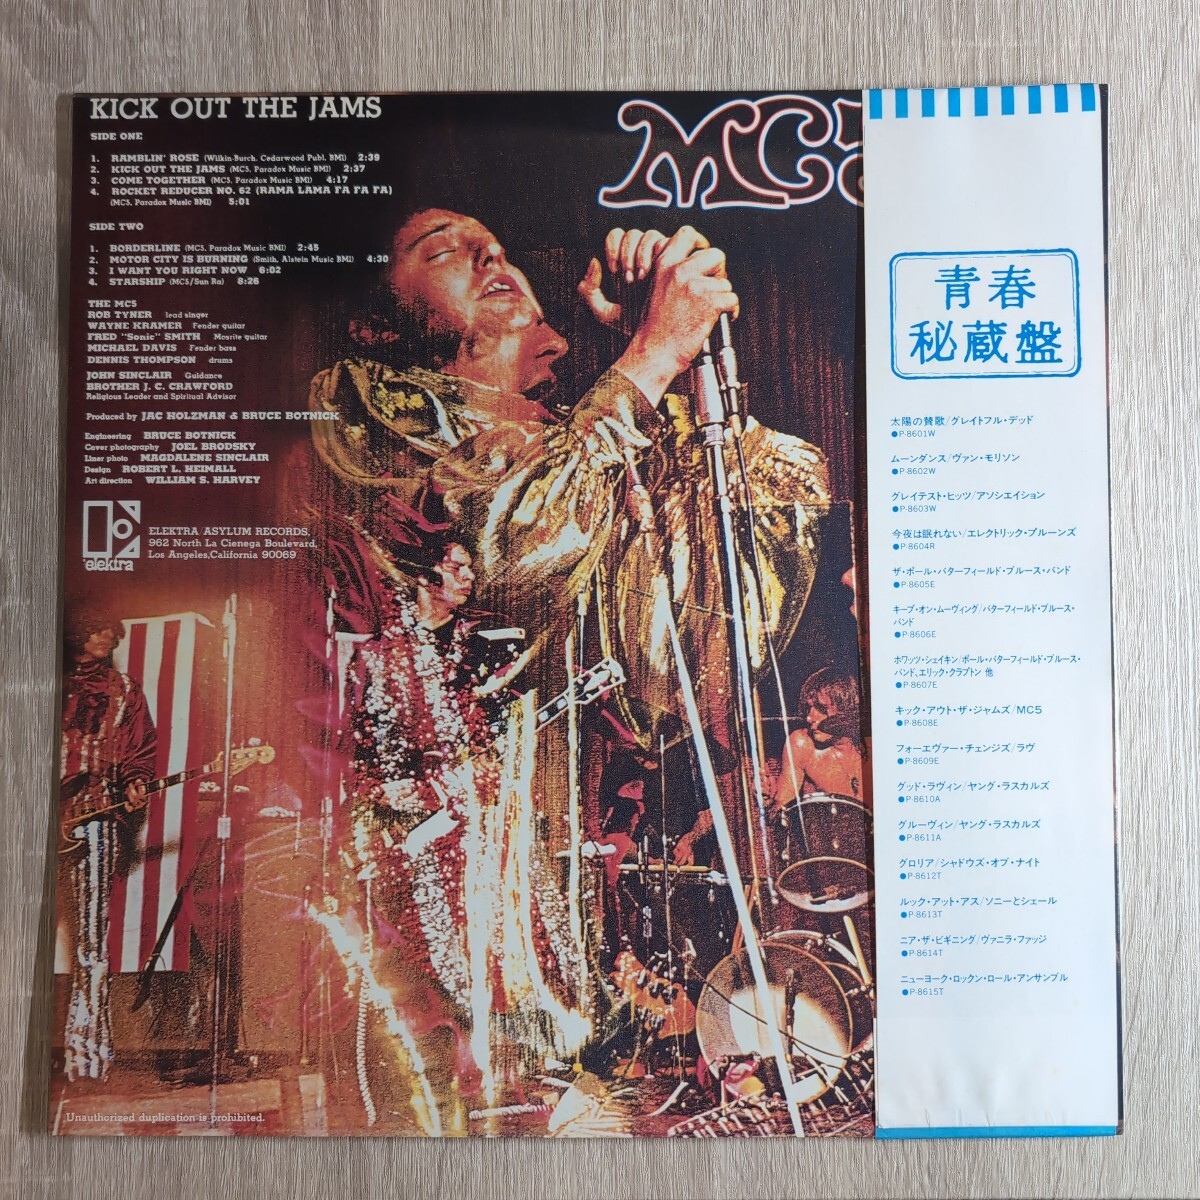 KICK OUT THE JAMS
SIDE ONE
1. RAMBLIN' ROSE (Wilkin-Burch, Cedarwood Publ. BMI) 2:39
2. KICK OUT THE JAMS (MC5, Paradox Music BMI) 2:37
3. COME TOGETHER (MC5, Paradox Music BMI) 4:17
4. ROCKET REDUCER NO. 62 (RAMA LAMA FA FA FA)
(MC5, Paradox Music BMI) 5:01
SIDE TWO
1. BORDERLINE (MC5, Paradox Music BMI) 2:45
2. MOTOR CITY IS BURNING (Smith, Alstein Music BMI) 4:30
3. I WANT YOU RIGHT NOW 6:02
4. STARSHIP (MC5/Sun Ra) 8:26
THE MC5
ROB TYNER lead singer
WAYNE KRAMER Fender guitar
FRED "Sonic" SMITH Mosrite guitar
MICHAEL DAVIS Fender bass
DENNIS THOMPSON drums
JOHN SINCLAIR Guidance
BROTHER J. C. CRAWFORD
Religious Leader and Spiritual Advisor
Produced by JAC HOLZMAN & BRUCE BOTNICK
Engineering BRUCE BOTNICK
Cover photography JOEL BRODSKY
Liner photo MAGDALENE SINCLAIR
Design ROBERT L. HEIMALL
Art direction WILLIAM S. HARVEY
elektra
ELEKTRA/ASYLUM RECORDS,
962 North La Cienega Boulevard,
Los Angeles, California 90069
Unauthorized duplication is prohibited.
MC5
青春
秘蔵盤
太陽の賛歌/グレイトフル・デッド
●P-8601W
ムーンダンス/ヴァン・モリソン
●P-8602W
グレイテスト・ヒッツ/アソシエイション
●P-8603W
今夜は眠れない/エレクトリック・プルーンズ
●P-8604R
ザ・ポール・バターフィールド・ブルース・バンド
●P-8605E
キープ・オン・ムーヴィング/バターフィールド・ブルース・
バンド
●P-8606E
ホワッツ・シェイキン/ポール・バターフィールド・ブルース・
バンド、エリック・クラプトン 他
●P-8607E
キック・アウト・ザ・ジャムズ/MC5
●P-8608E
フォーエヴァー・チェンジズ/ラヴ
●P-8609E
グッド・ラヴィン/ヤング・ラスカルズ
●P-8610A
グルーヴィン/ヤング・ラスカルズ
●P-8611A
グロリア/シャドウズ・オブ・ナイト
●P-8612T
ルック・アット・アス/ソニーとシェール
●P-8613T
ニア・ザ・ビギニング/ヴァニラ・ファッジ
●P-8614T
ニューヨーク・ロックン・ロール・アンサンブル
●P-8615T